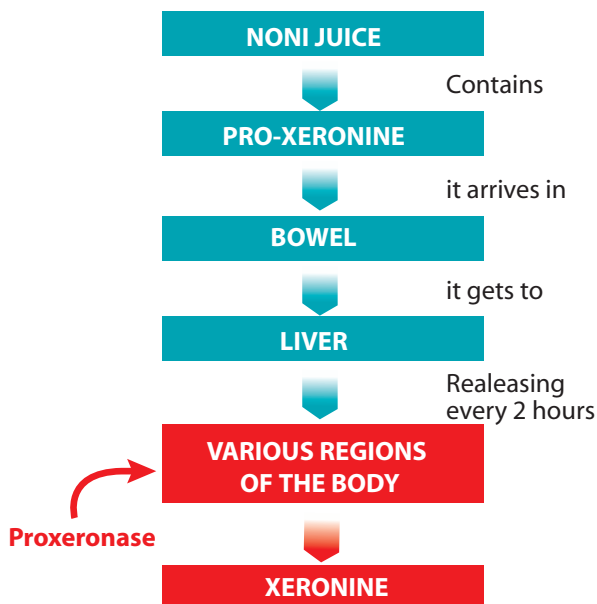 NONI JUICE
Contains
PRO-XERONINE
it arrives in
BOWEL
it gets to
LIVER
Realeasing
every 2 hours
VARIOUS REGIONS
OF THE BODY
Proxeronase
XERONINE